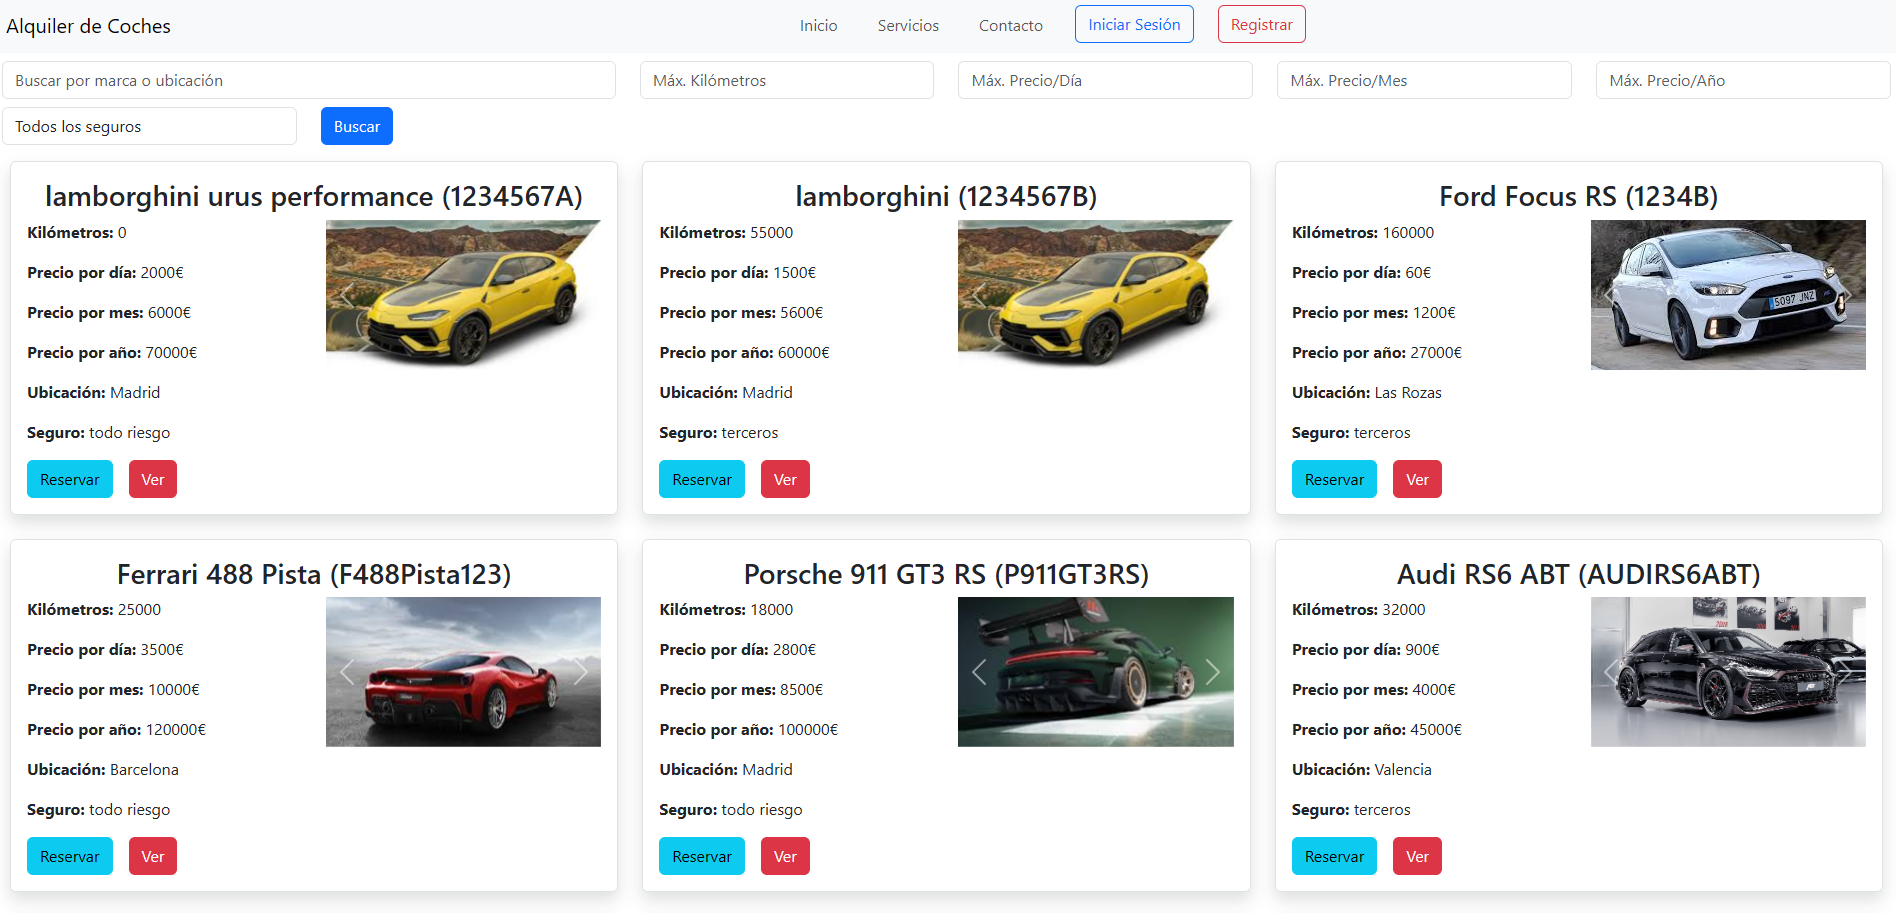 Alquiler de Coches
Inicio
Servicios
Contacto
Iniciar Sesión
Registrar
Buscar por marca o ubicación
Máx. Kilómetros
Máx. Precio/Día
Máx. Precio/Mes
Máx. Precio/Año
Todos los seguros
Buscar
lamborghini urus performance (1234567A)
Kilómetros: 0
Precio por día: 2000€
Precio por mes: 6000€
Precio por año: 70000€
Ubicación: Madrid
Seguro: todo riesgo
Reservar
Ver
lamborghini (1234567B)
Kilómetros: 55000
Precio por día: 1500€
Precio por mes: 5600€
Precio por año: 60000€
Ubicación: Madrid
Seguro: terceros
Reservar
Ver
Ford Focus RS (1234B)
Kilómetros: 160000
Precio por día: 60€
Precio por mes: 1200€
Precio por año: 27000€
Ubicación: Las Rozas
Seguro: terceros
5097 JNZ
Reservar
Ver
Ferrari 488 Pista (F488Pista123)
Kilómetros: 25000
Precio por día: 3500€
Precio por mes: 10000€
Precio por año: 120000€
Ubicación: Barcelona
Seguro: todo riesgo
Reservar
Ver
Porsche 911 GT3 RS (P911GT3RS)
Kilómetros: 18000
Precio por día: 2800€
Precio por mes: 8500€
Precio por año: 100000€
Ubicación: Madrid
Seguro: todo riesgo
Reservar
Ver
Audi RS6 ABT (AUDIRS6ABT)
Kilómetros: 32000
Precio por día: 900€
Precio por mes: 4000€
Precio por año: 45000€
Ubicación: Valencia
Seguro: terceros
Reservar
Ver